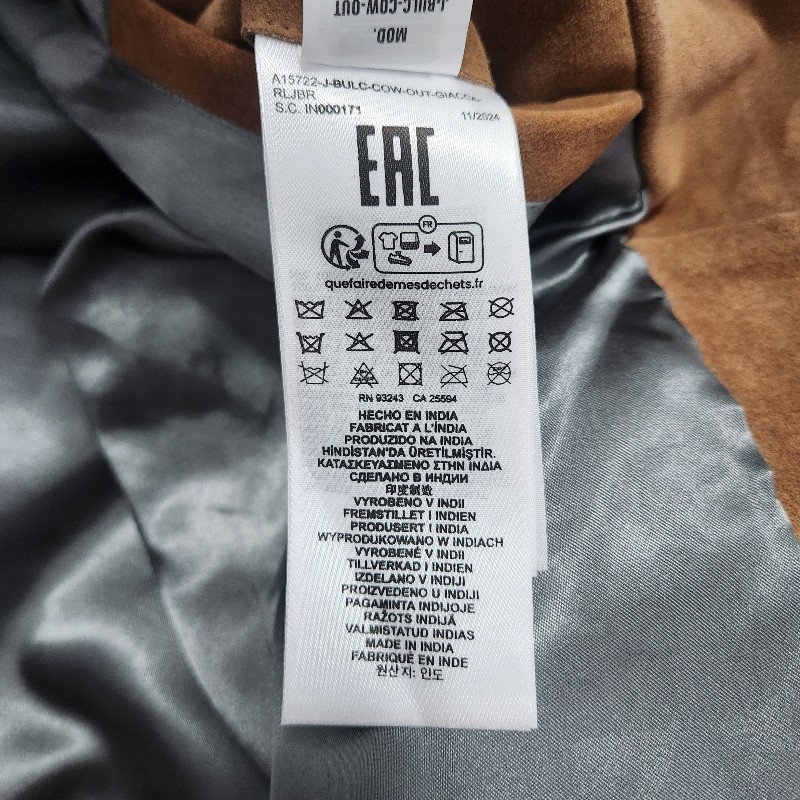 J-BULC-COW-OUT
MOD.
A15722-J-BULC-COW-OUT-GIACCA-
RLJBR
S.C. IN000171
11/2024
EAC
FR
quefairedemesdechets.fr
RN 93243 CA 25594
HECHO EN INDIA
FABRICAT A L'ÍNDIA
PRODUZIDO NA INDIA
HİNDİSTAN'DA ÜRETİLMİŞTİR.
ΚΑΤΑΣΚΕΥΑΣΜΕΝΟ ΣΤΗΝ ΙΝΔΙΑ
СДЕЛАНО В ИНДИИ
印度制造
VYROBENO V INDII
FREMSTILLET I INDIEN
PRODUSERT I INDIA
WYPRODUKOWANO W INDIACH
VYROBENÉ V INDII
TILLVERKAD I INDIEN
IZDELANO V INDIJI
PROIZVEDENO U INDIJI
PAGAMINTA INDIJOJE
RAŽOTS INDIJĀ
VALMISTATUD INDIAS
MADE IN INDIA
FABRIQUÉ EN INDE
원산지: 인도